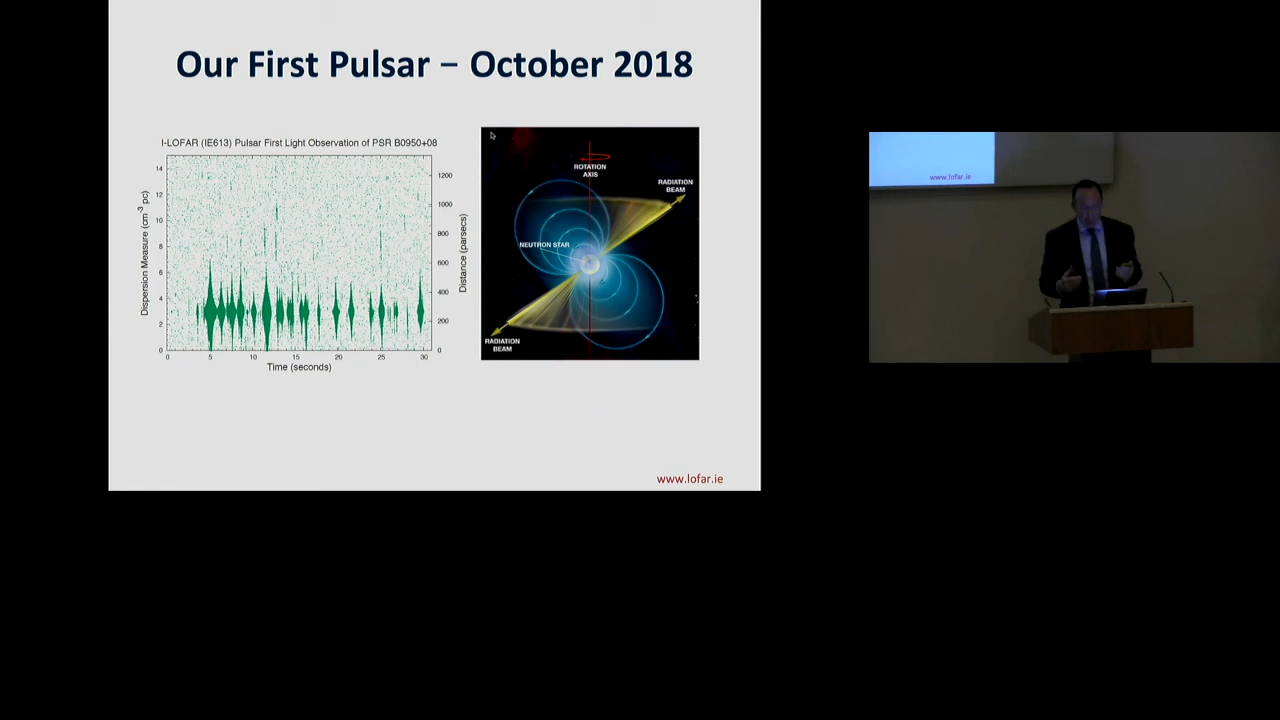 Our First Pulsar – October 2018
I-LOFAR (IE613) Pulsar First Light Observation of PSR B0950+08
Dispersion Measure (cm-3 pc)
14
12
10
8
6
4
2
0
0
5
10
15
20
25
30
Time (seconds)
1200
1000
800
600
400
200
0
Distance (parsecs)
ROTATION
AXIS
RADIATION
BEAM
NEUTRON STAR
RADIATION
BEAM
www.lofar.ie
www.lofar.ie